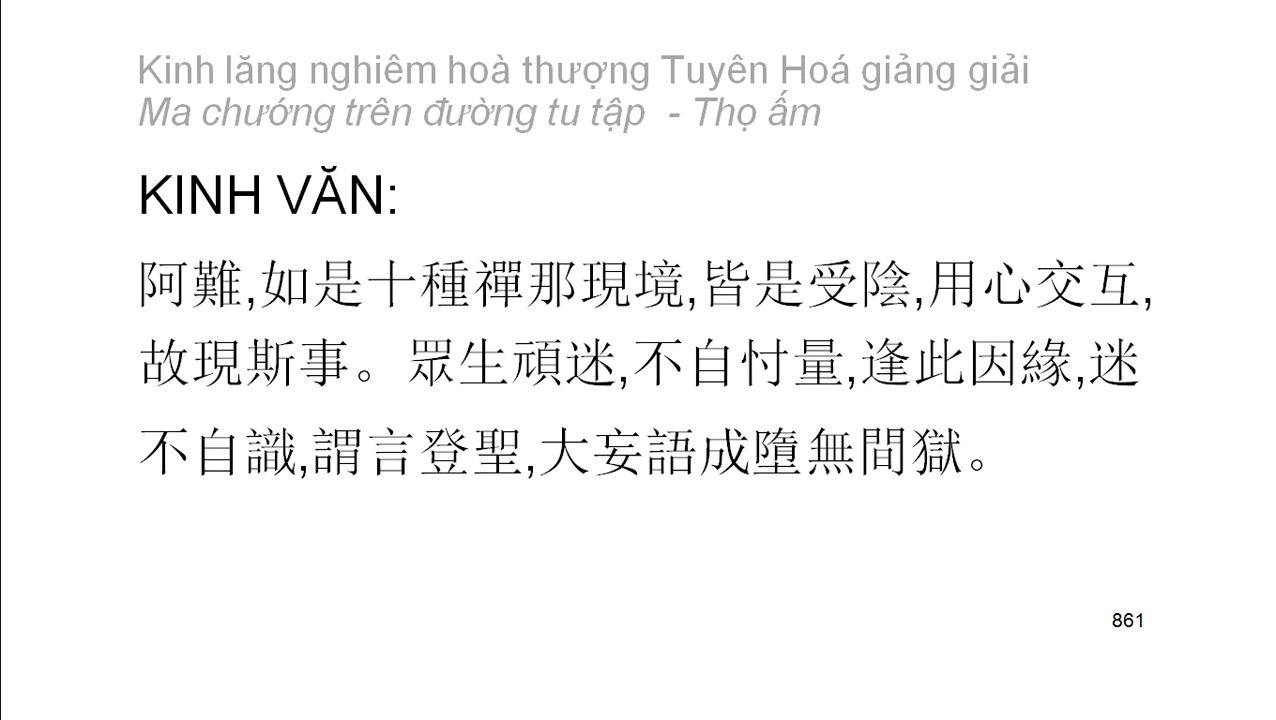 Kinh lăng nghiêm hoà thượng Tuyên Hoá giảng giải
Ma chướng trên đường tu tập - Thọ ấm
KINH VĂN:
阿難,如是十種禪那現境,皆是受陰,用心交互,
故現斯事。眾生頑迷,不自忖量,逢此因緣,迷
不自識,謂言登聖,大妄語成墮無間獄。
861